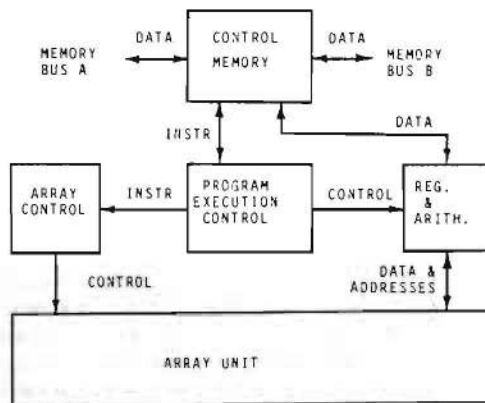 DATA
CONTROL
MEMORY
DATA
MEMORY
BUS A
MEMORY
BUS B
INSTR
DATA
ARRAY
CONTROL
INSTR
PROGRAM
EXECUTION
CONTROL
CONTROL
REG.
&
ARITH.
CONTROL
DATA &
ADDRESSES
ARRAY UNIT